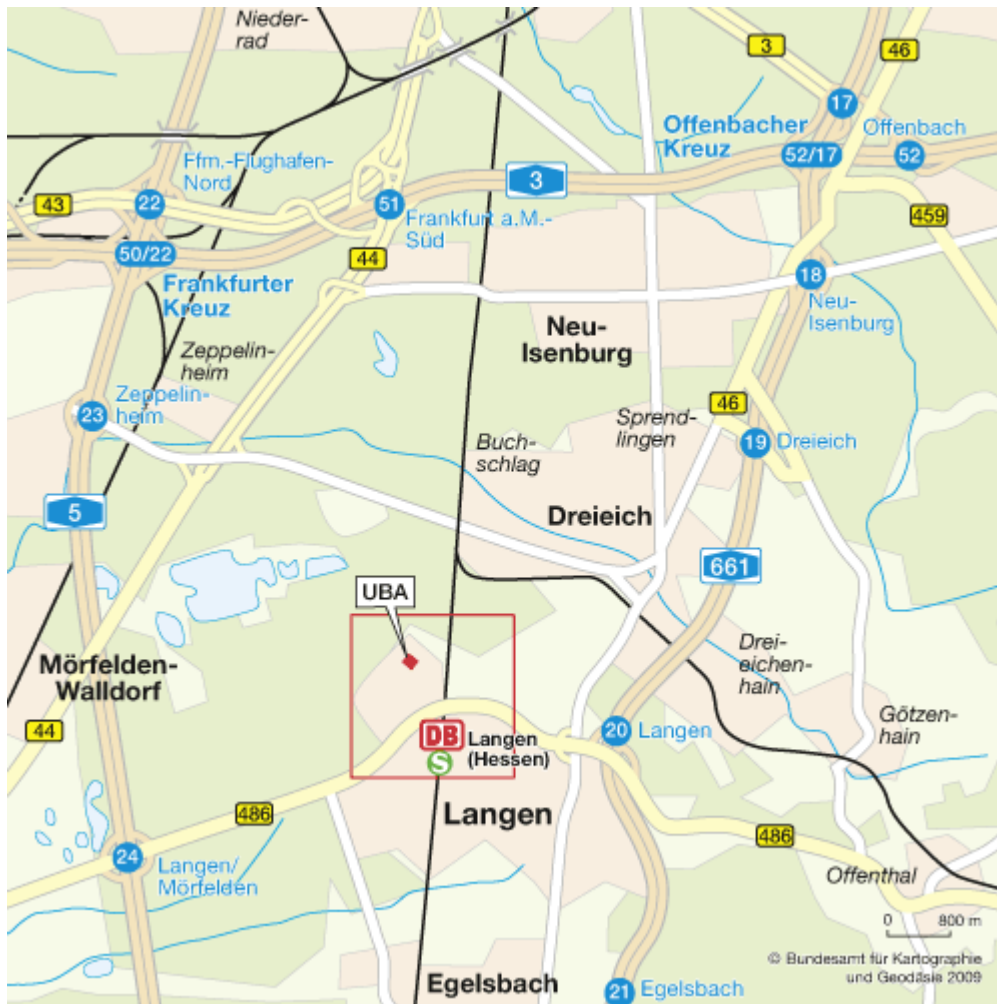 Nieder-
rad
3
46
17
Offenbacher
Kreuz
Offenbach
52/17
52
Ffm.-Flughafen-
Nord
3
43
22
51
Frankfurt a.M.-
Süd
459
50/22
44
Frankfurter
Kreuz
18
Neu-
Isenburg
Neu-
Isenburg
Zeppelin-
heim
Zeppelin-
heim
23
46
Sprend-
lingen
19
Dreieich
Buch-
schlag
5
Dreieich
661
UBA
Mörfelden-
Walldorf
Drei-
eichen-
hain
Götzen-
hain
44
DB
Langen
(Hessen)
S
20
Langen
486
Langen
486
24
Langen/
Mörfelden
Offenthal
0 800 m
© Bundesamt für Kartographie
und Geodäsie 2009
Egelsbach
21
Egelsbach